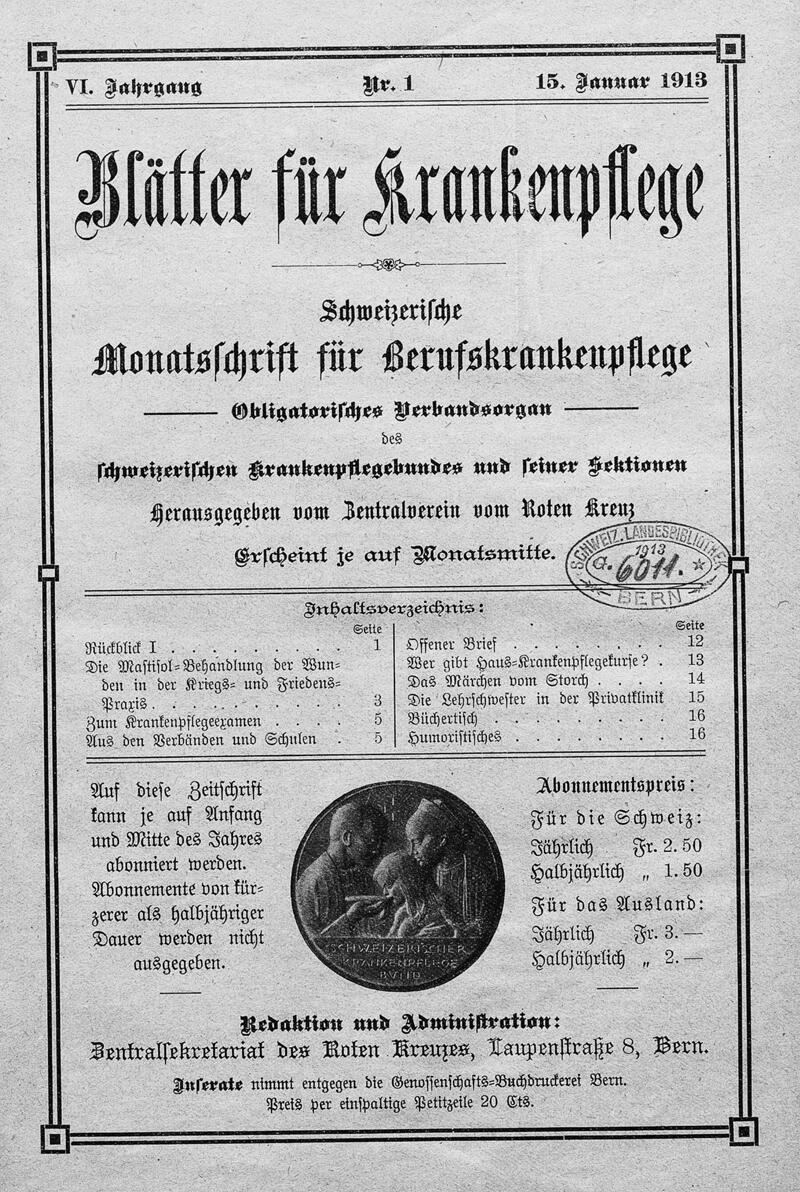 VI. Jahrgang Nr. 1 15. Januar 1913
Blätter für Krankenpflege
Schweizerische
Monatsschrift für Berufskrankenpflege
Obligatorisches Verbandsorgan
des
schweizerischen Krankenpflegebundes und seiner Sektionen
Herausgegeben vom Zentralverein vom Roten Kreuz
Erscheint je auf Monatsmitte.
SCHWEIZ. LANDESBIBLIOTHEK
1913
G. 6011.
BERN
Inhaltsverzeichnis:
Seite
Rückblick I . . . . . . . . . 1
Die Mastisol-Behandlung der Wun-
den in der Kriegs- und Friedens-
Praxis . . . . . . . . . . 3
Zum Krankenpflegeexamen . . . . 5
Aus den Verbänden und Schulen . 5
Seite
Offener Brief . . . . . . . . 12
Wer gibt Haus-Krankenpflegekurse? . 13
Das Märchen vom Storch . . . . 14
Die Lehrschwester in der Privatklinik 15
Büchertisch . . . . . . . . . 16
Humoristisches . . . . . . . . 16
Auf diese Zeitschrift
kann je auf Anfang
und Mitte des Jahres
abonniert werden.
Abonnemente von kür-
zerer als halbjähriger
Dauer werden nicht
ausgegeben.
SCHWEIZERISCHER
KRANKENPFLEGE
BUND
Abonnementspreis:
Für die Schweiz:
Jährlich Fr. 2.50
Halbjährlich „ 1.50
Für das Ausland:
Jährlich Fr. 3.—
Halbjährlich „ 2.—
Redaktion und Administration:
Zentralsekretariat des Roten Kreuzes, Laupenstraße 8, Bern.
Inserate nimmt entgegen die Genossenschafts-Buchdruckerei Bern.
Preis per einspaltige Petitzeile 20 Cts.